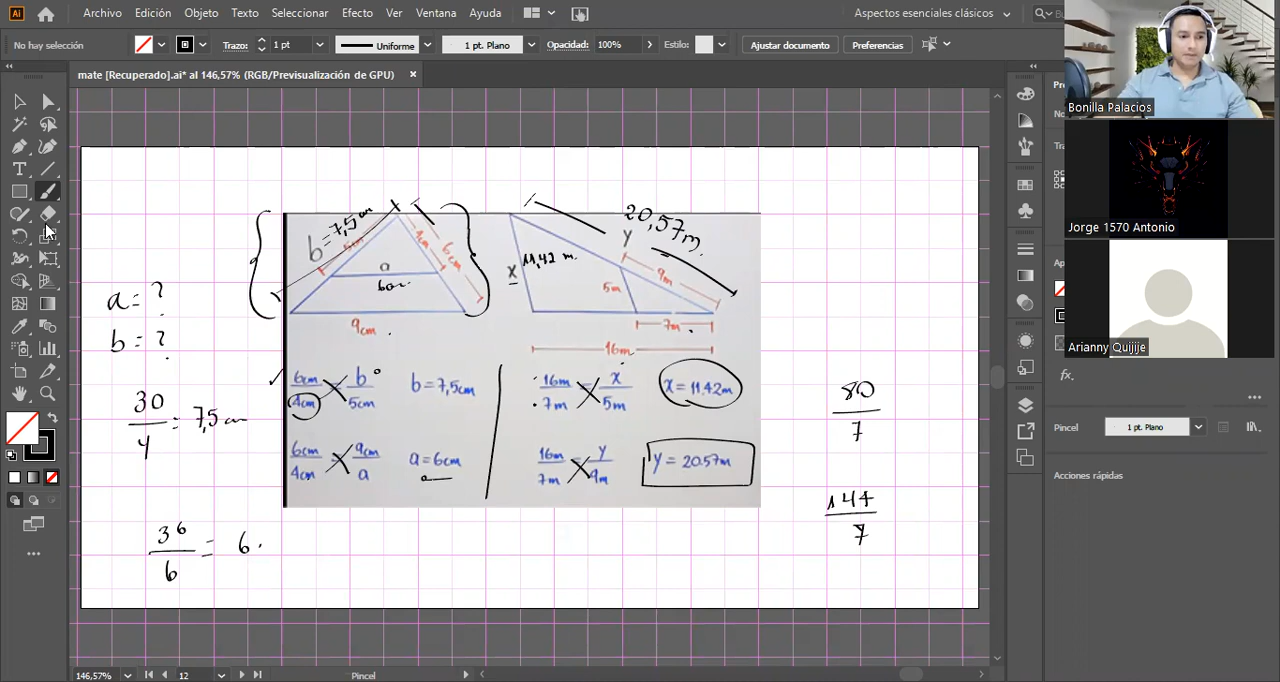 Ai
Archivo Edición Objeto Texto Seleccionar Efecto Ver Ventana Ayuda
Aspectos esenciales clásicos
No hay selección
Trazo: 1 pt
Uniforme
1 pt. Plano
Opacidad: 100%
Estilo:
Ajustar documento
Preferencias
mate [Recuperado].ai* al 146,57% (RGB/Previsualización de GPU)
Bonilla Palacios
Jorge 1570 Antonio
Arianny Quijije
b=7,5cm
5cm
4cm
6cm
a
9cm
20,57m.
y
x
11,42 m.
5m
9m
7m
16m
a = ?
b = ?
30
4
= 7,5 cm
6cm
4cm
b
5cm
b=7,5cm
6cm
4cm
9cm
a
a=6cm
16m
7m
x
5m
x=11.42m
16m
7m
y
9m
y=20.57m
80
7
144
7
36
6
= 6.
fx.
Pincel
1 pt. Plano
Acciones rápidas
146,57%
12
Pincel